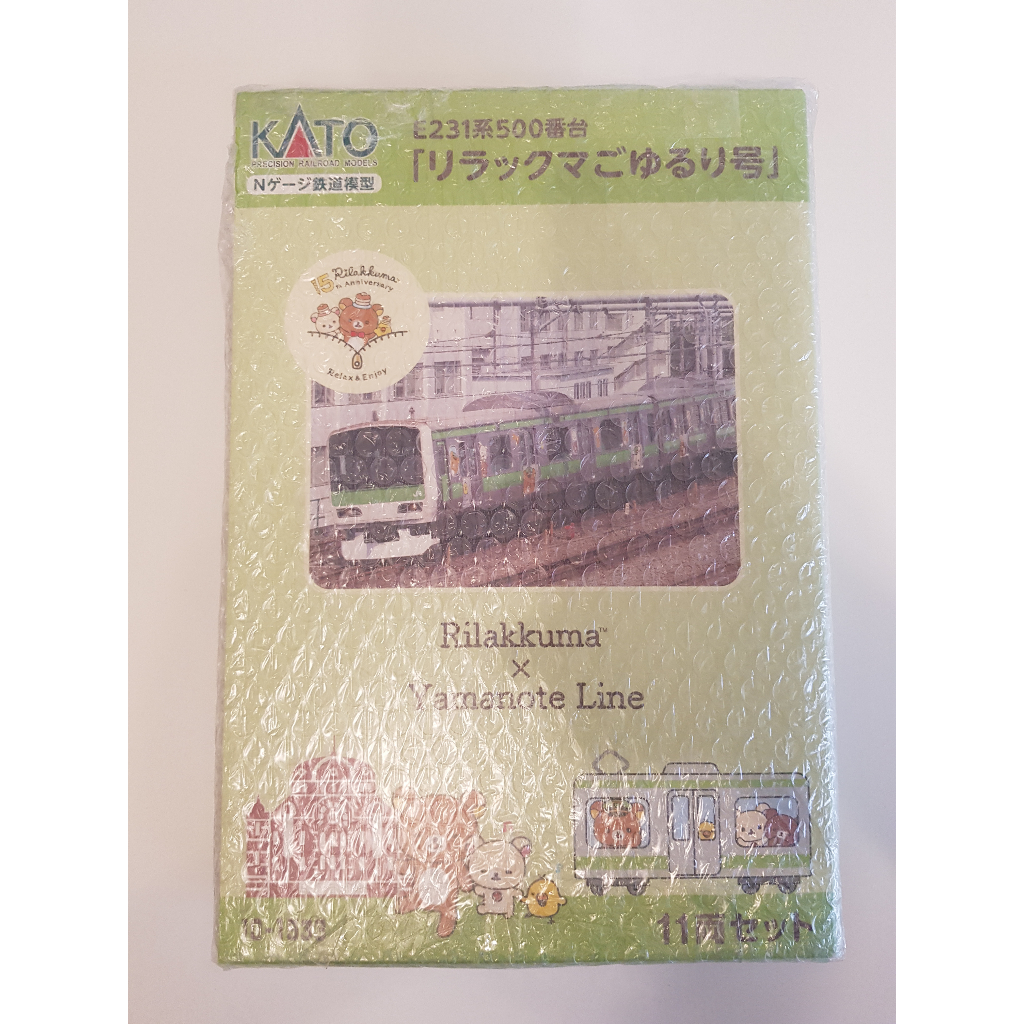 KATO
PRECISION RAILROAD MODELS
Nゲージ鉄道模型
E231系500番台
「リラックマごゆるり号」
15th Anniversary
Rilakkuma
Relax & Enjoy
Rilakkuma™
×
Yamanote Line
11両セット